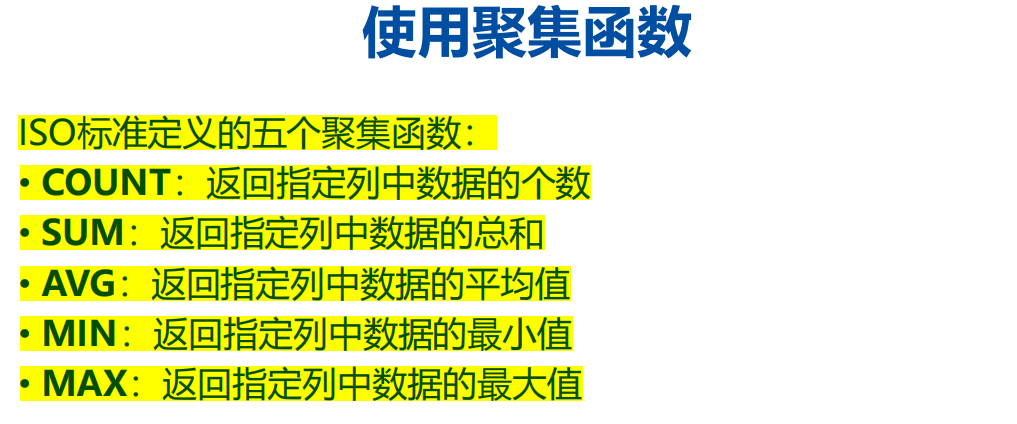 使用聚集函数
ISO标准定义的五个聚集函数：
• COUNT：返回指定列中数据的个数
• SUM：返回指定列中数据的总和
• AVG：返回指定列中数据的平均值
• MIN：返回指定列中数据的最小值
• MAX：返回指定列中数据的最大值